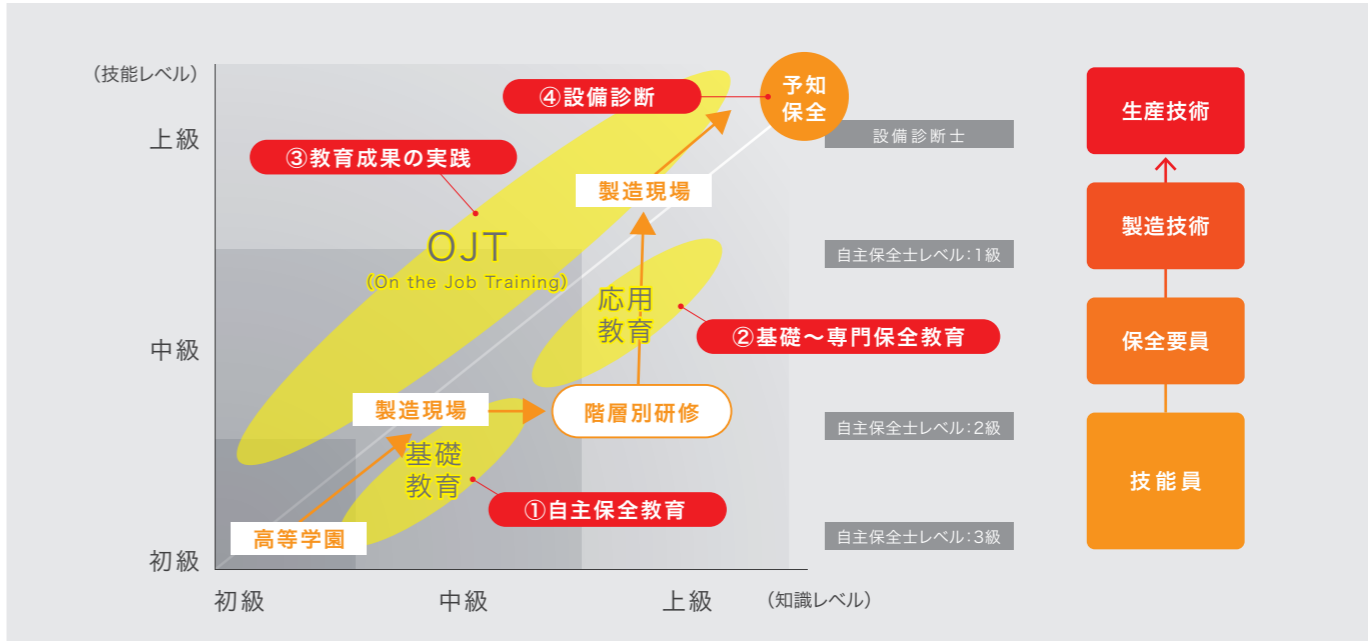 (技能レベル)
上級
中級
初級
初級
中級
上級
(知識レベル)
④設備診断
予知
保全
③教育成果の実践
製造現場
OJT
(On the Job Training)
応用
教育
②基礎〜専門保全教育
製造現場
階層別研修
基礎
教育
①自主保全教育
高等学園
設備診断士
自主保全士レベル:1級
自主保全士レベル:2級
自主保全士レベル:3級
生産技術
製造技術
保全要員
技能員